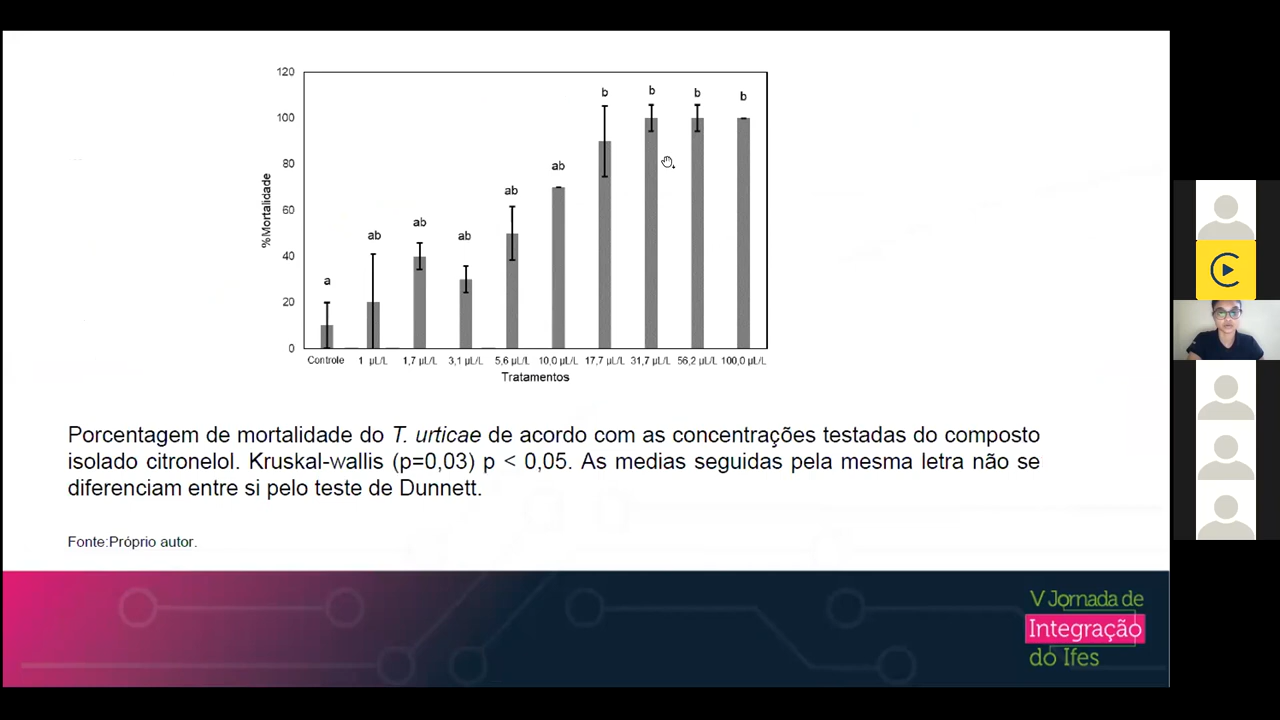 120
b
b
b
b
100
ab
80
ab
60
ab
ab
ab
40
a
20
0
%Mortalidade
Controle 1 µL/L 1,7 µL/L 3,1 µL/L 5,6 µL/L 10,0 µL/L 17,7 µL/L 31,7 µL/L 56,2 µL/L 100,0 µL/L
Tratamentos
Porcentagem de mortalidade do T. urticae de acordo com as concentrações testadas do composto
isolado citronelol. Kruskal-wallis (p=0,03) p < 0,05. As medias seguidas pela mesma letra não se
diferenciam entre si pelo teste de Dunnett.
Fonte:Próprio autor.
V Jornada de
Integração
do Ifes